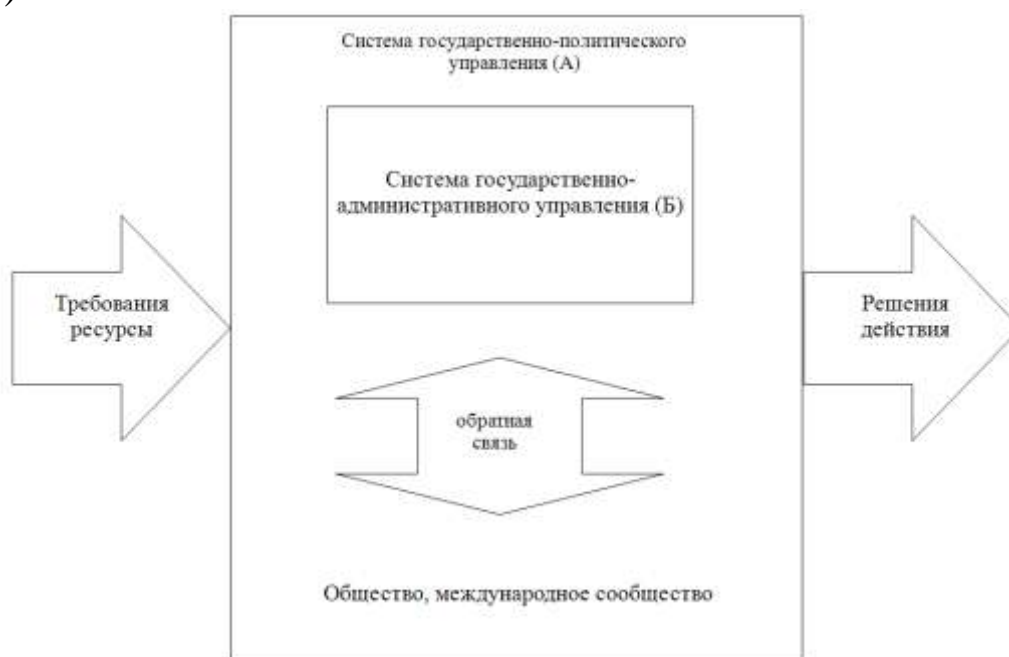 )
Система государственно-политического
управления (А)
Система государственно-
административного управления (Б)
Требования
ресурсы
Решения
действия
обратная
связь
Общество, международное сообщество